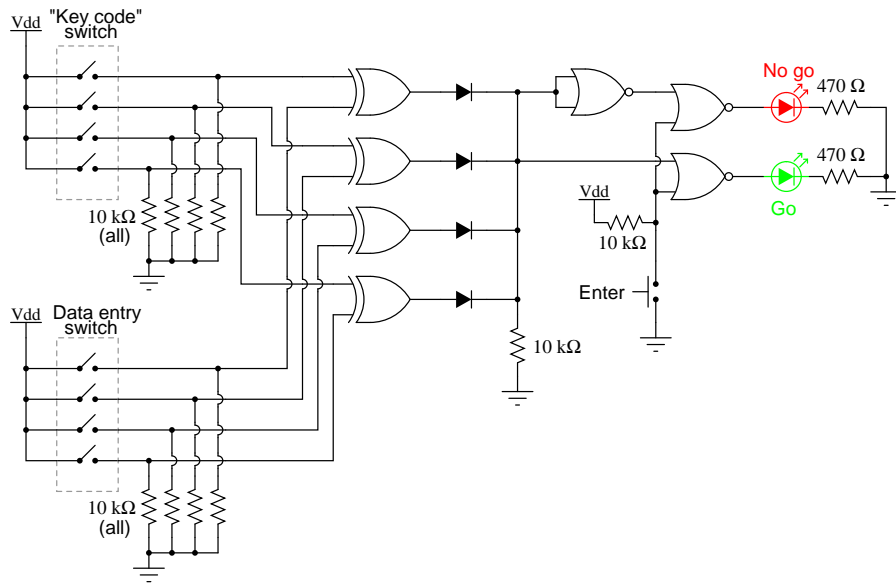 Vdd
"Key code"
switch
10 kΩ
(all)
No go
470 Ω
470 Ω
Go
Vdd
10 kΩ
Enter
10 kΩ
Vdd
Data entry
switch
10 kΩ
(all)